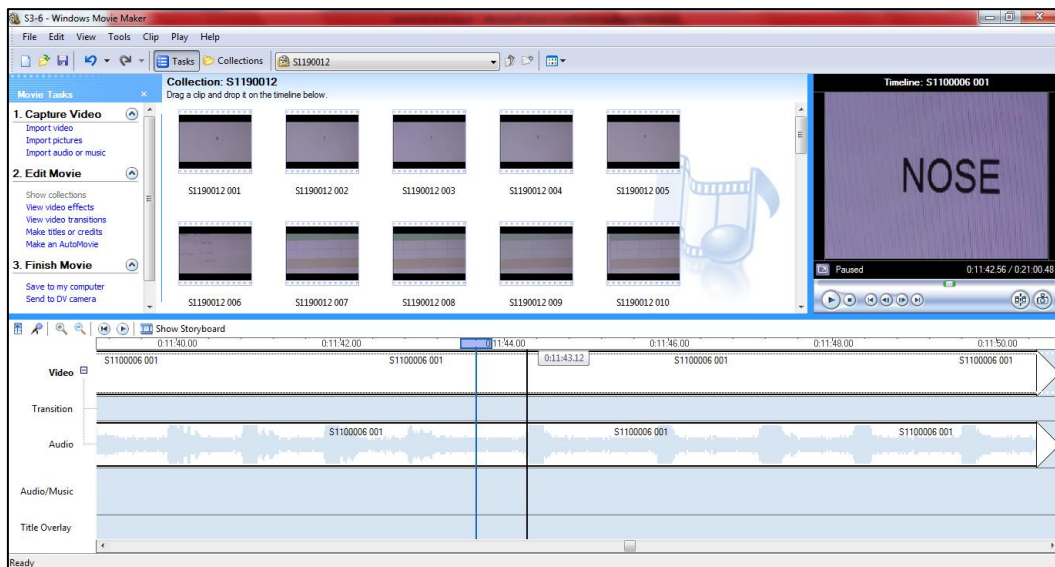 S3-6 - Windows Movie Maker
File Edit View Tools Clip Play Help
Tasks Collections S1190012
Movie Tasks
1. Capture Video
Import video
Import pictures
Import audio or music
2. Edit Movie
Show collections
View video effects
View video transitions
Make titles or credits
Make an AutoMovie
3. Finish Movie
Save to my computer
Send to DV camera
Collection: S1190012
Drag a clip and drop it on the timeline below.
S1190012 001 S1190012 002 S1190012 003 S1190012 004 S1190012 005
S1190012 006 S1190012 007 S1190012 008 S1190012 009 S1190012 010
Timeline: S1100006 001
NOSE
Paused 0:11:42.56 / 0:21:00.48
Show Storyboard
0:11:40.00 0:11:42.00 0:11:44.00 0:11:46.00 0:11:48.00 0:11:50.00
0:11:43.12
Video S1100006 001 S1100006 001 S1100006 001 S1100006 001
Transition
Audio S1100006 001 S1100006 001 S1100006 001
Audio/Music
Title Overlay
Ready